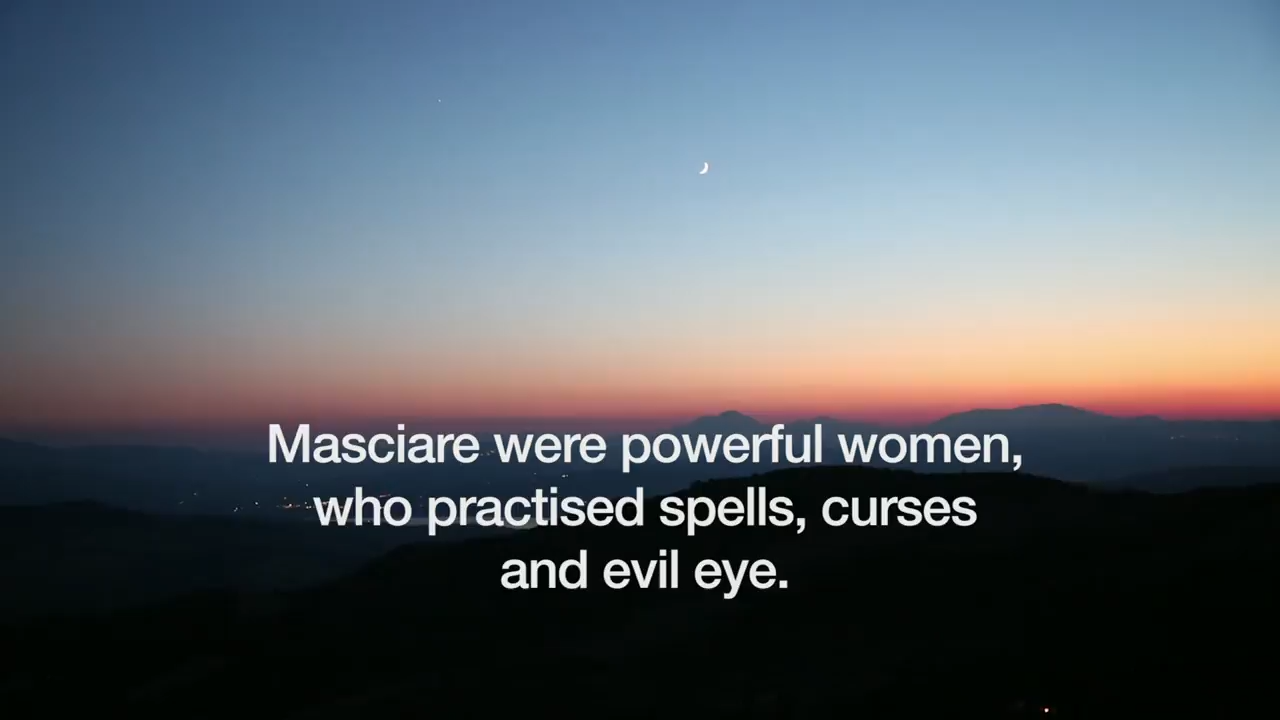 Masciare were powerful women,
who practised spells, curses
and evil eye.